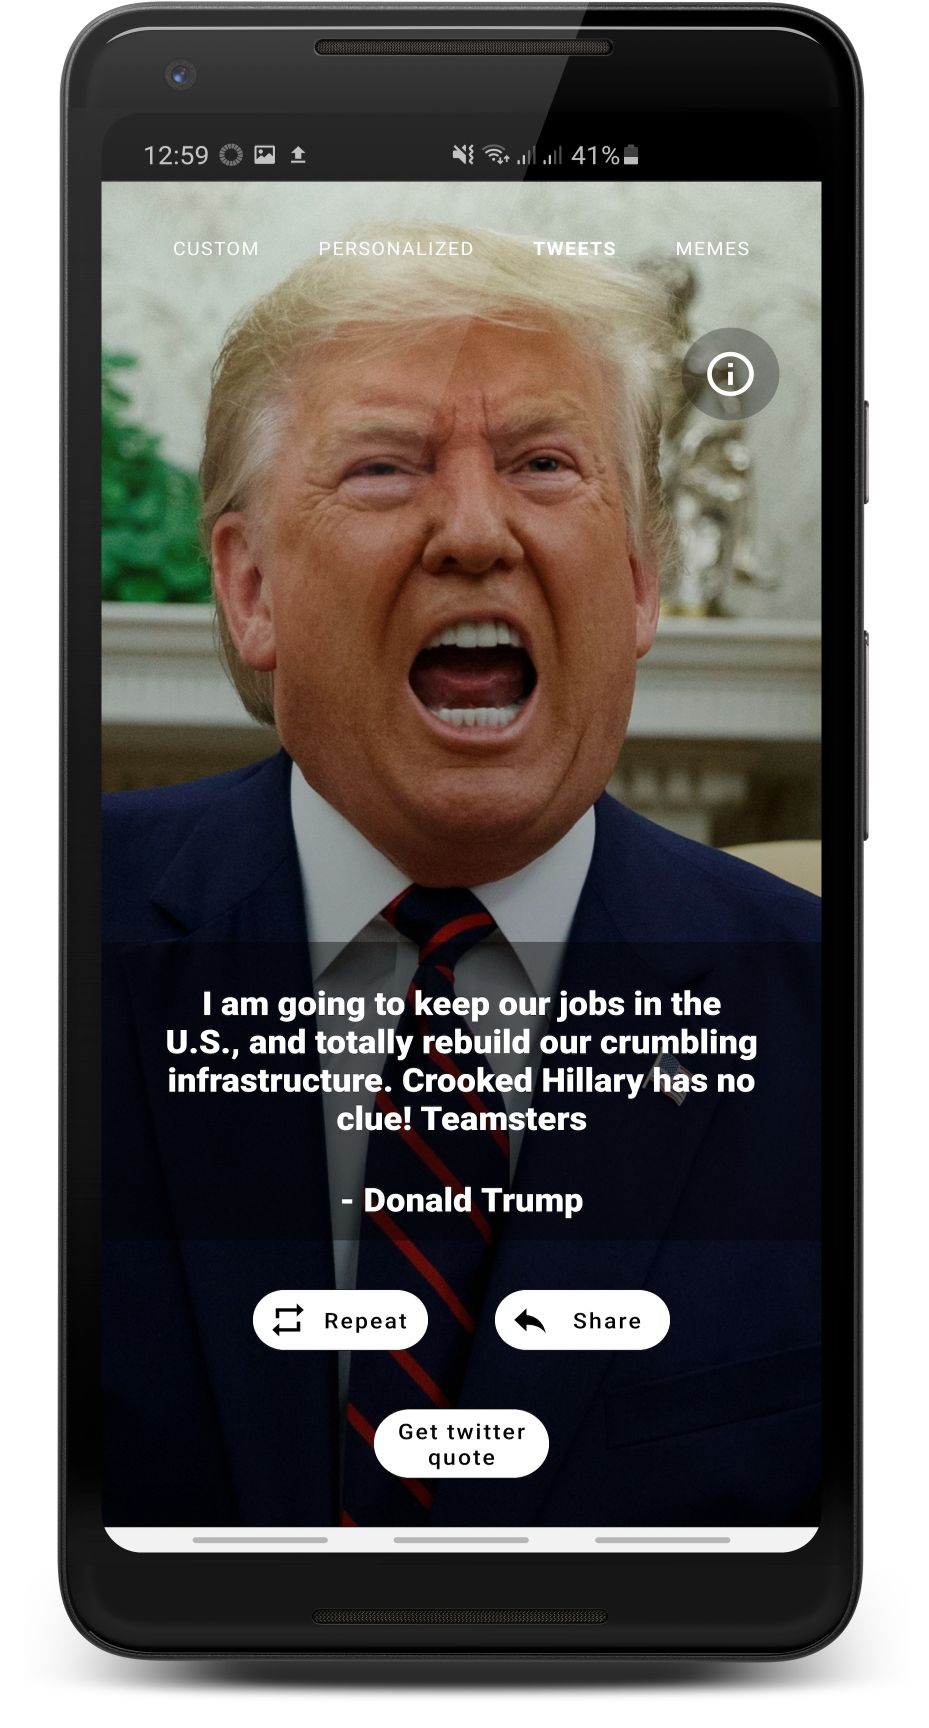 12:59 41%
CUSTOM PERSONALIZED TWEETS MEMES
I am going to keep our jobs in the
U.S., and totally rebuild our crumbling
infrastructure. Crooked Hillary has no
clue! Teamsters
- Donald Trump
Repeat Share
Get twitter
quote